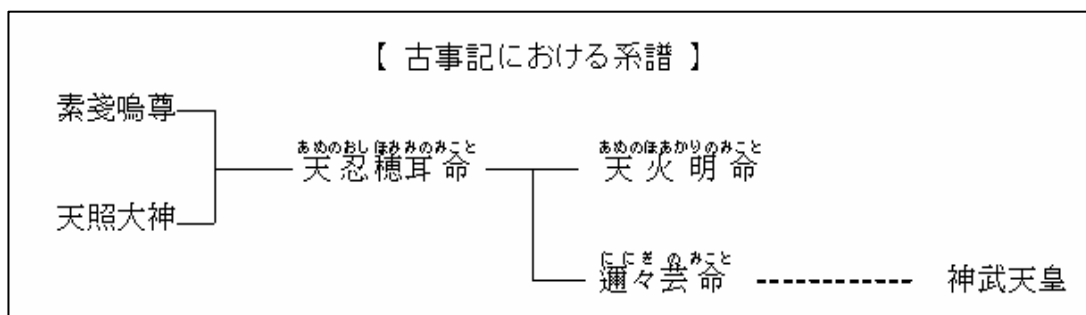 【 古事記における系譜 】
素戔嗚尊
あめのおしほみみのみこと
天忍穂耳命
あめのほあかりのみこと
天火明命
天照大神
ににぎのみこと
邇々芸命
神武天皇